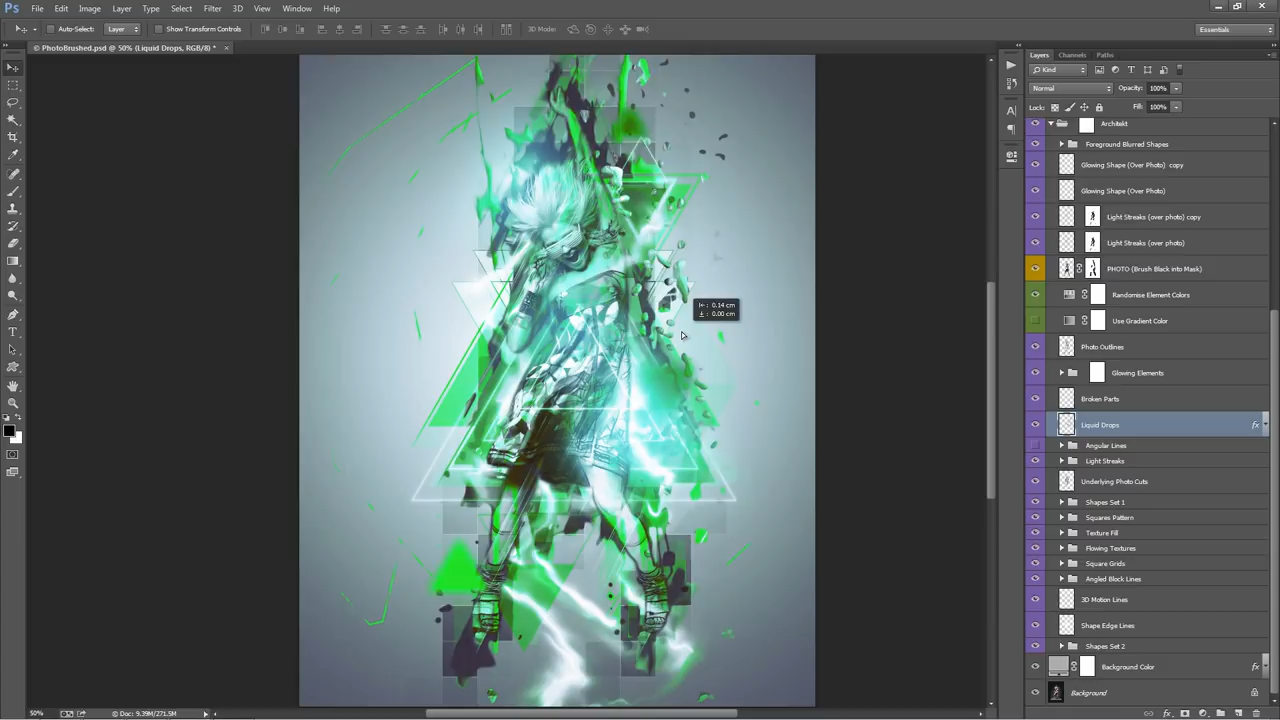 Ps File Edit Image Layer Type Select Filter 3D View Window Help
Auto-Select: Layer Show Transform Controls 3D Mode: Essentials
© PhotoBrushed.psd @ 50% (Liquid Drops, RGB/8) * ×
Layers Channels Paths
Kind
Normal Opacity: 100%
Lock: Fill: 100%
Architekt
Foreground Blurred Shapes
Glowing Shape (Over Photo) copy
Glowing Shape (Over Photo)
Light Streaks (over photo) copy
Light Streaks (over photo)
PHOTO (Brush Black into Mask)
Randomise Element Colors
Use Gradient Color
Photo Outlines
Glowing Elements
Broken Parts
Liquid Drops fx
Angular Lines
Light Streaks
Underlying Photo Cuts
Shapes Set 1
Squares Pattern
Texture Fill
Flowing Textures
Square Grids
Angled Block Lines
3D Motion Lines
Shape Edge Lines
Shapes Set 2
Background Color fx
Background
0.14 cm
0.00 cm
50% Doc: 9.39M/271.5M